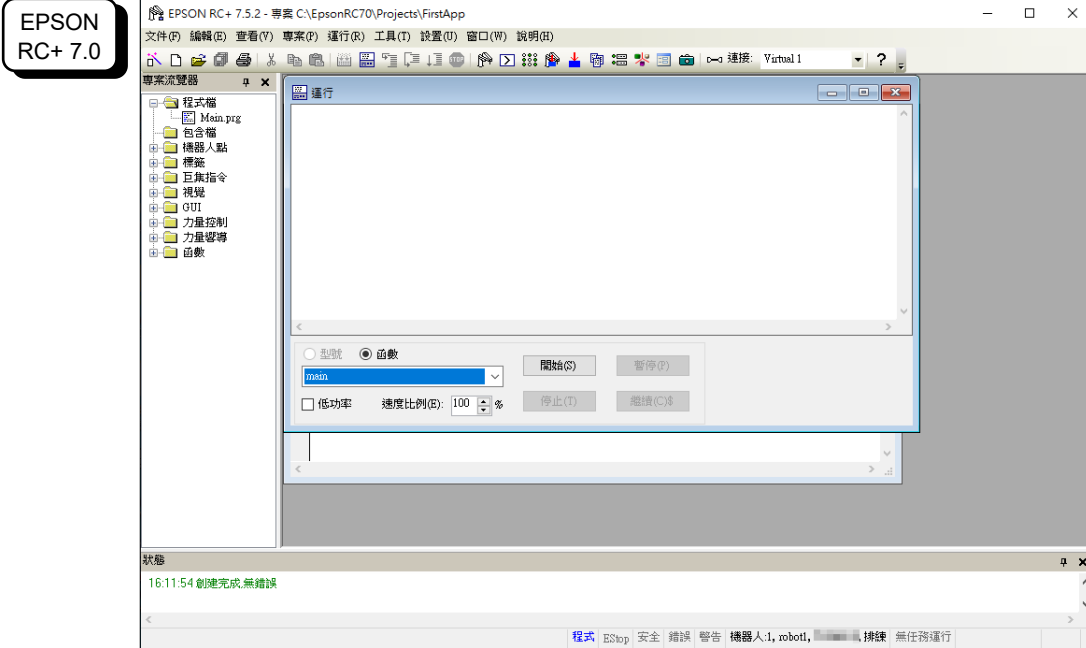 EPSON
RC+ 7.0
EPSON RC+ 7.5.2 - 專案 C:\EpsonRC70\Projects\FirstApp
文件(F) 編輯(E) 查看(V) 專案(P) 運行(R) 工具(T) 設置(U) 窗口(W) 說明(H)
連接: Virtual 1
專案流覽器
程式檔
Main.prg
包含檔
機器人點
標籤
巨集指令
視覺
GUI
力量控制
力量嚮導
函數
運行
型號 函數
main
開始(S) 暫停(P)
低功率 速度比例(E): 100 %
停止(T) 繼續(C)$
狀態
16:11:54 創建完成,無錯誤
程式 EStop 安全 錯誤 警告 機器人:1, robot1, 排練 無任務運行